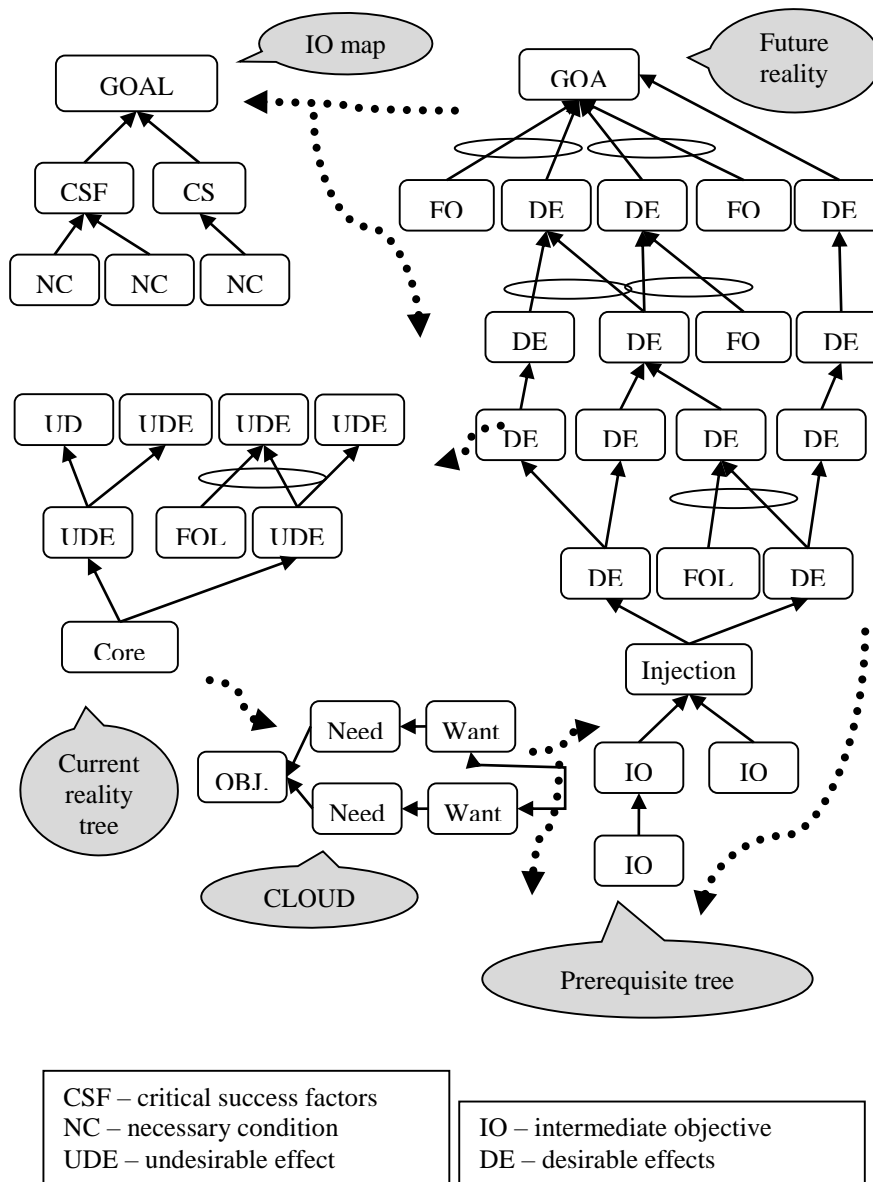 IO map
GOAL
CSF
CS
NC
NC
NC
Future
reality
GOA
FO
DE
DE
FO
DE
DE
DE
FO
DE
DE
DE
DE
DE
DE
FOL
DE
Injection
IO
IO
IO
Prerequisite tree
UD
UDE
UDE
UDE
UDE
FOL
UDE
Core
Current
reality
tree
OBJ.
Need
Want
Need
Want
CLOUD
CSF – critical success factors
NC – necessary condition
UDE – undesirable effect
IO – intermediate objective
DE – desirable effects